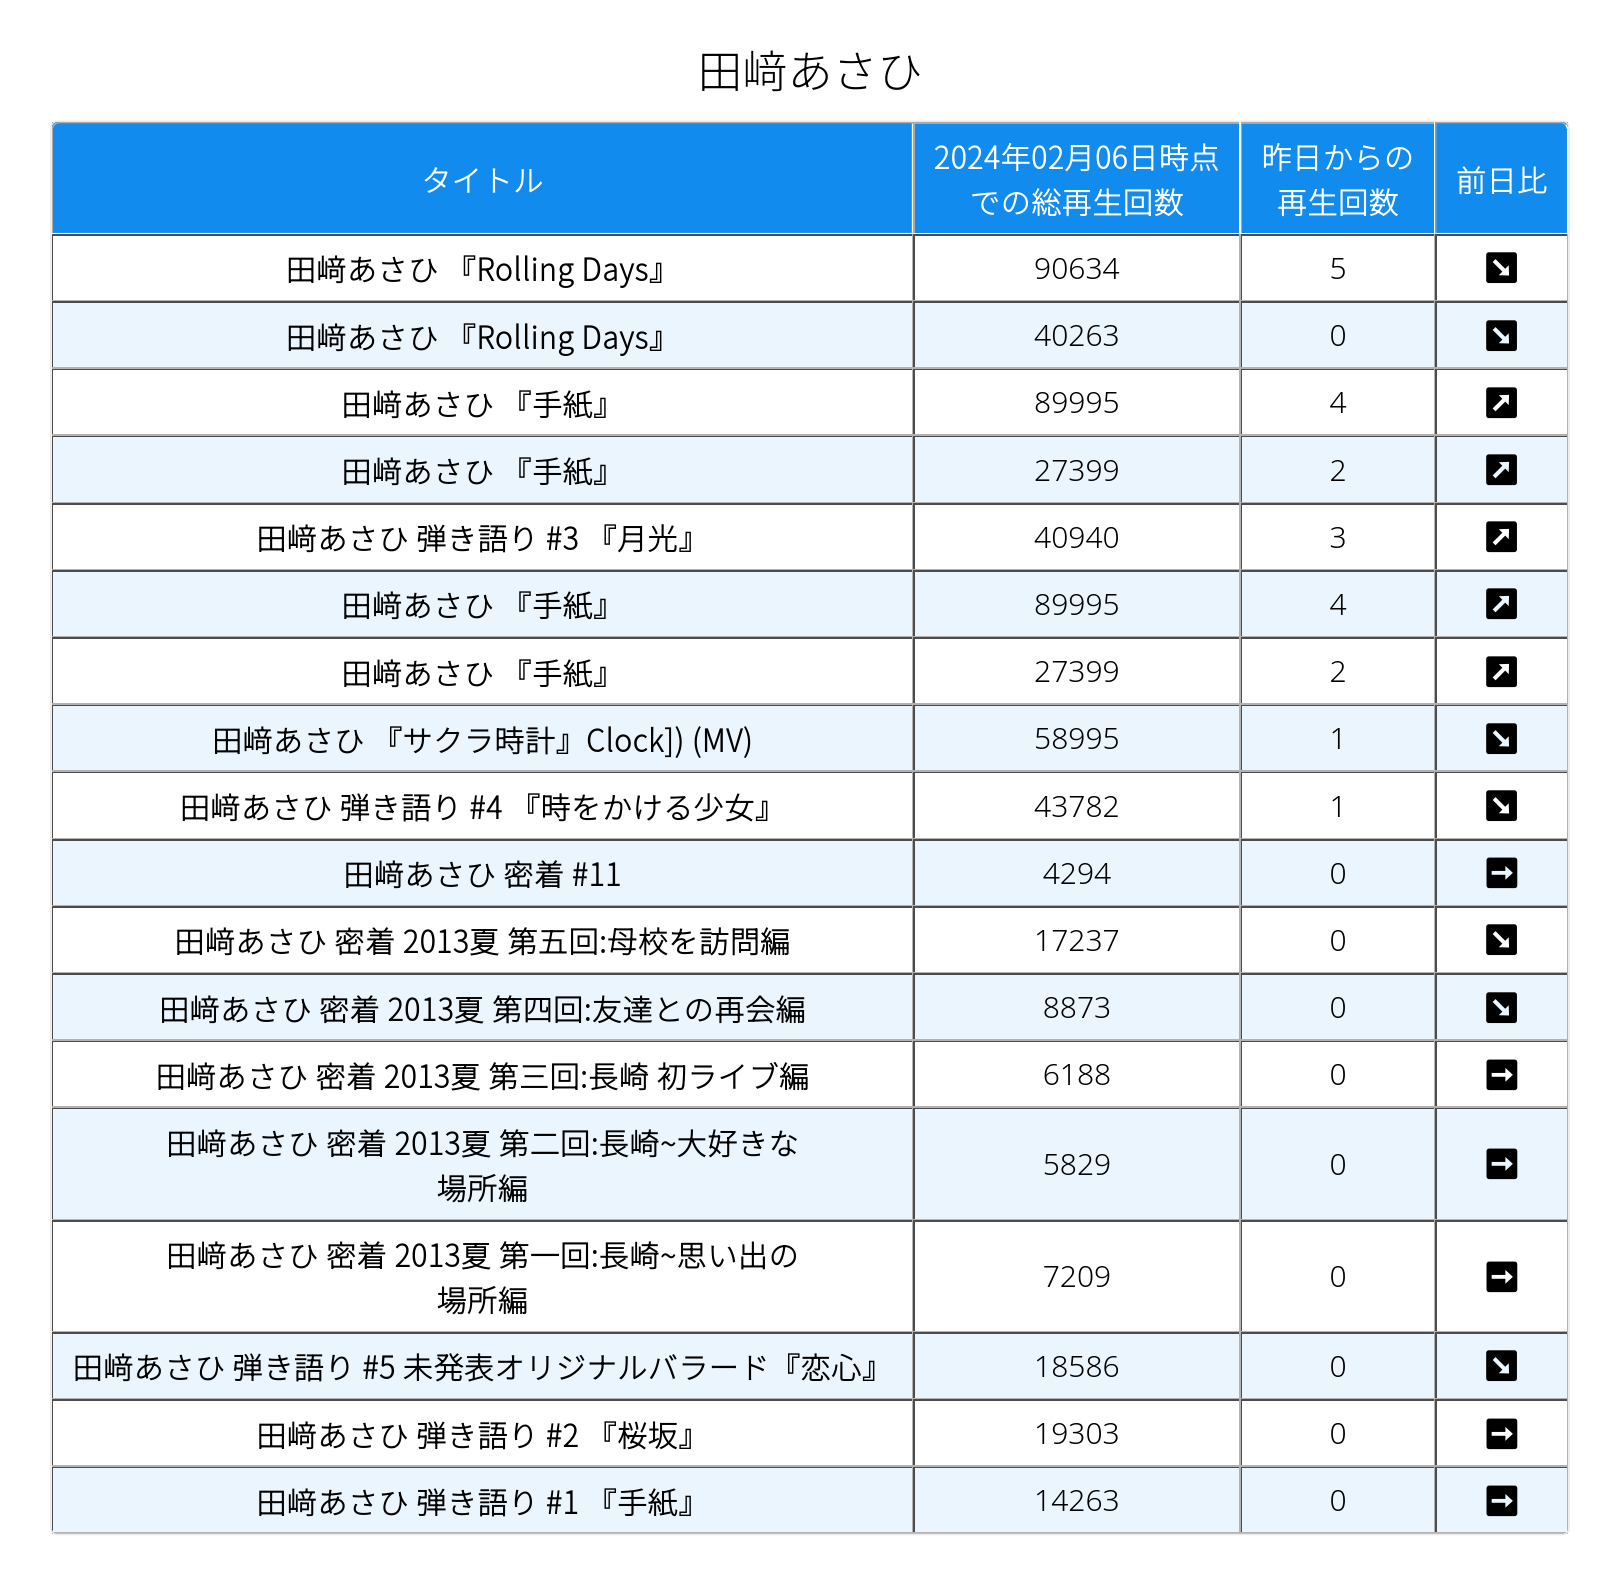 田﨑あさひ
タイトル 2024年02月06日時点での総再生回数 昨日からの再生回数 前日比
田﨑あさひ 『Rolling Days』 90634 5 ↘
田﨑あさひ 『Rolling Days』 40263 0 ↘
田﨑あさひ 『手紙』 89995 4 ↗
田﨑あさひ 『手紙』 27399 2 ↗
田﨑あさひ 弾き語り #3 『月光』 40940 3 ↗
田﨑あさひ 『手紙』 89995 4 ↗
田﨑あさひ 『手紙』 27399 2 ↗
田﨑あさひ 『サクラ時計』Clock]) (MV) 58995 1 ↘
田﨑あさひ 弾き語り #4 『時をかける少女』 43782 1 ↘
田﨑あさひ 密着 #11 4294 0 →
田﨑あさひ 密着 2013夏 第五回:母校を訪問編 17237 0 ↘
田﨑あさひ 密着 2013夏 第四回:友達との再会編 8873 0 ↘
田﨑あさひ 密着 2013夏 第三回:長崎 初ライブ編 6188 0 →
田﨑あさひ 密着 2013夏 第二回:長崎~大好きな場所編 5829 0 →
田﨑あさひ 密着 2013夏 第一回:長崎~思い出の場所編 7209 0 →
田﨑あさひ 弾き語り #5 未発表オリジナルバラード『恋心』 18586 0 ↘
田﨑あさひ 弾き語り #2 『桜坂』 19303 0 →
田﨑あさひ 弾き語り #1 『手紙』 14263 0 →